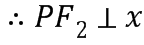 ∴ PF₂ ⊥ x